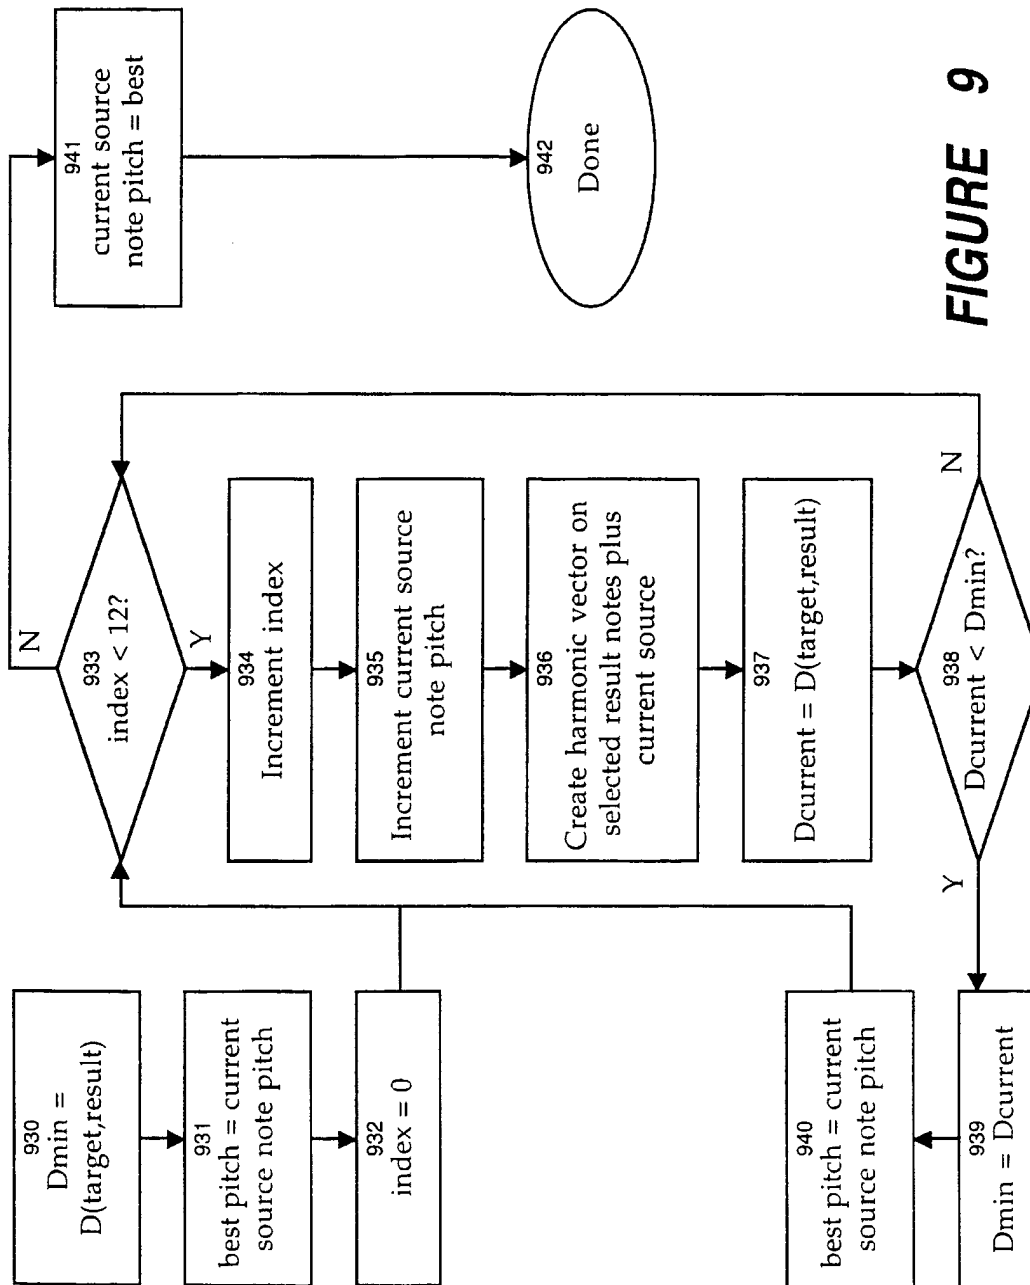 930
Dmin =
D(target,result)
931
best pitch = current
source note pitch
932
index = 0
933
index < 12?
N
Y
934
Increment index
935
Increment current source
note pitch
936
Create harmonic vector on
selected result notes plus
current source
937
Dcurrent = D(target,result)
938
Dcurrent < Dmin?
N
Y
939
Dmin = Dcurrent
940
best pitch = current
source note pitch
941
current source
note pitch = best
942
Done
FIGURE 9